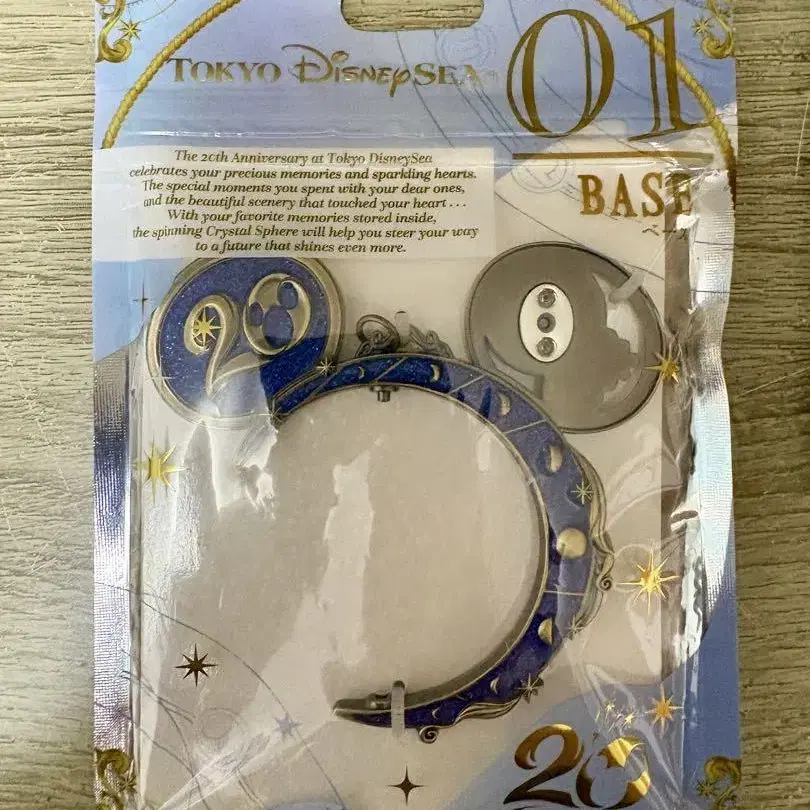 01
TOKYO DISNEYSEA
BASE
The 20th Anniversary at Tokyo DisneySea
celebrates your precious memories and sparkling hearts.
The special moments you spent with your dear ones,
and the beautiful scenery that touched your heart . . .
With your favorite memories stored inside,
the spinning Crystal Sphere will help you steer your way
to a future that shines even more.
20
20